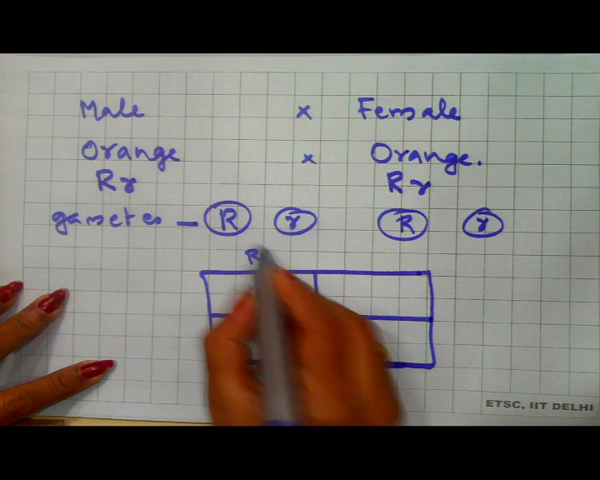 Male × Female
Orange × Orange.
Rr Rr
gametes — R r R r
R
ETSC, IIT DELHI